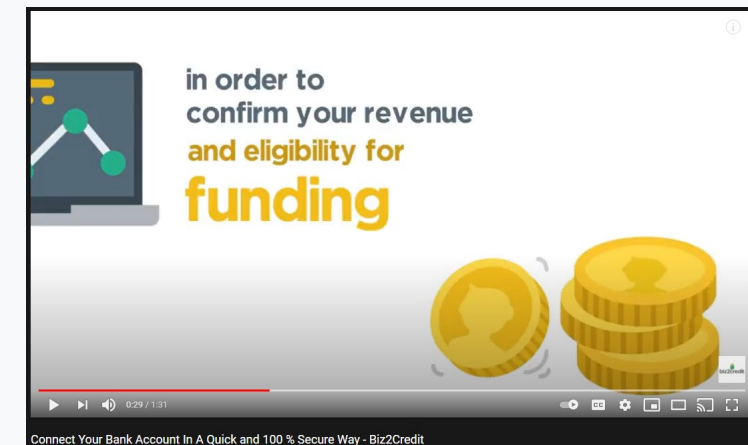 in order to
confirm your revenue
and eligibility for
funding
biz2credit
0:29 / 1:31
CC
Connect Your Bank Account In A Quick and 100 % Secure Way - Biz2Credit